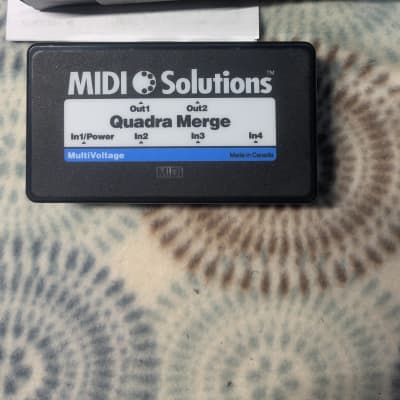 MIDI Solutions™
Out1 Out2
Quadra Merge
In1/Power In2 In3 In4
MultiVoltage Made in Canada
MIDI